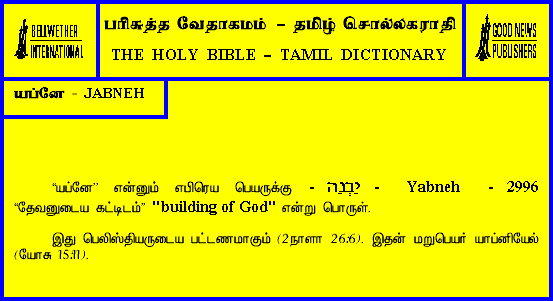 BELLWETHER
INTERNATIONAL
பரிசுத்த வேதாகமம் – தமிழ் சொல்லகராதி
THE HOLY BIBLE – TAMIL DICTIONARY
GOOD NEWS
PUBLISHERS
யப்னே - JABNEH
“யப்னே” என்னும் எபிரெய பெயருக்கு - יַבְנֶה - Yabneh - 2996
“தேவனுடைய கட்டிடம்” "building of God" என்று பொருள்.
இது பெலிஸ்தியருடைய பட்டணமாகும் (2நாளா 26:6). இதன் மறுபெயர் யாப்னியேல்
(யோசு 15:11).